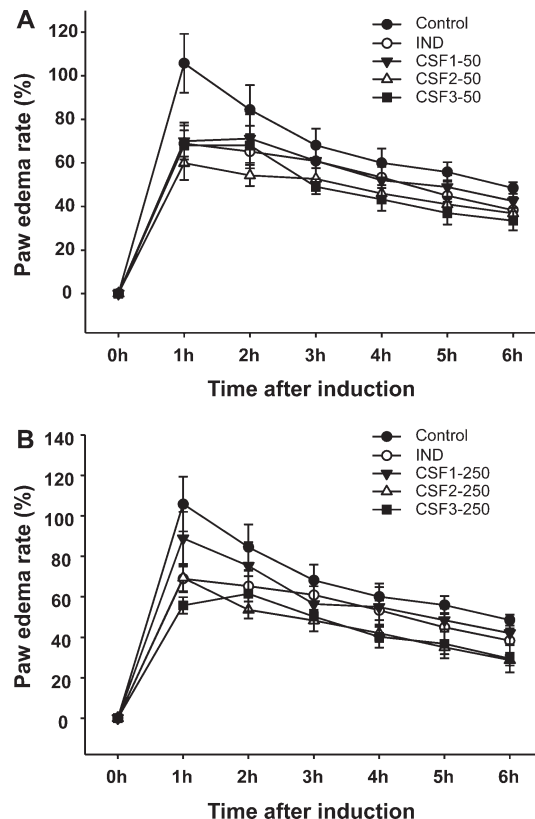 A
Control
IND
CSF1-50
CSF2-50
CSF3-50
120
100
80
60
40
20
0
Paw edema rate (%)
0h 1h 2h 3h 4h 5h 6h
Time after induction
B
Control
IND
CSF1-250
CSF2-250
CSF3-250
140
120
100
80
60
40
20
0
Paw edema rate (%)
0h 1h 2h 3h 4h 5h 6h
Time after induction